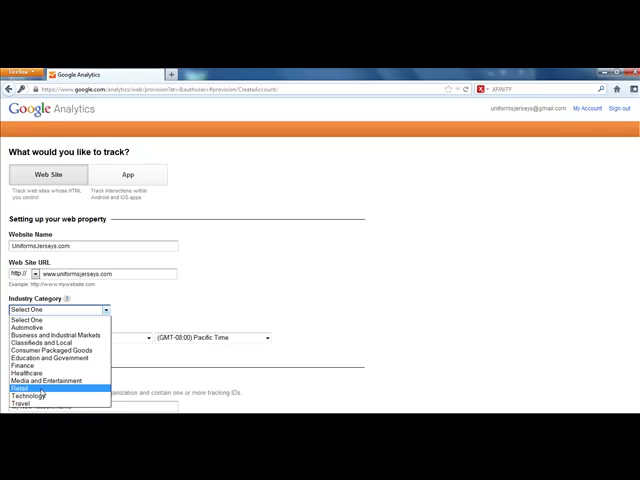 Firefox
Google Analytics
https://www.google.com/analytics/web/provision?et=&authuser=#provision/CreateAccount/
XFINITY
Google Analytics
uniformsjerseys@gmail.com My Account Sign out
What would you like to track?
Web Site App
Track web sites whose HTML you control
Track interactions within Android and iOS apps
Setting up your web property
Website Name
UniformsJerseys.com
Web Site URL
http:// www.uniformsjerseys.com
Example: http://www.mywebsite.com
Industry Category ?
Select One
Select One
Automotive
Business and Industrial Markets
Classifieds and Local
Consumer Packaged Goods
Education and Government
(GMT-08:00) Pacific Time
Finance
Healthcare
Media and Entertainment
Retail
Technology
Travel
and contain one or more tracking IDs.